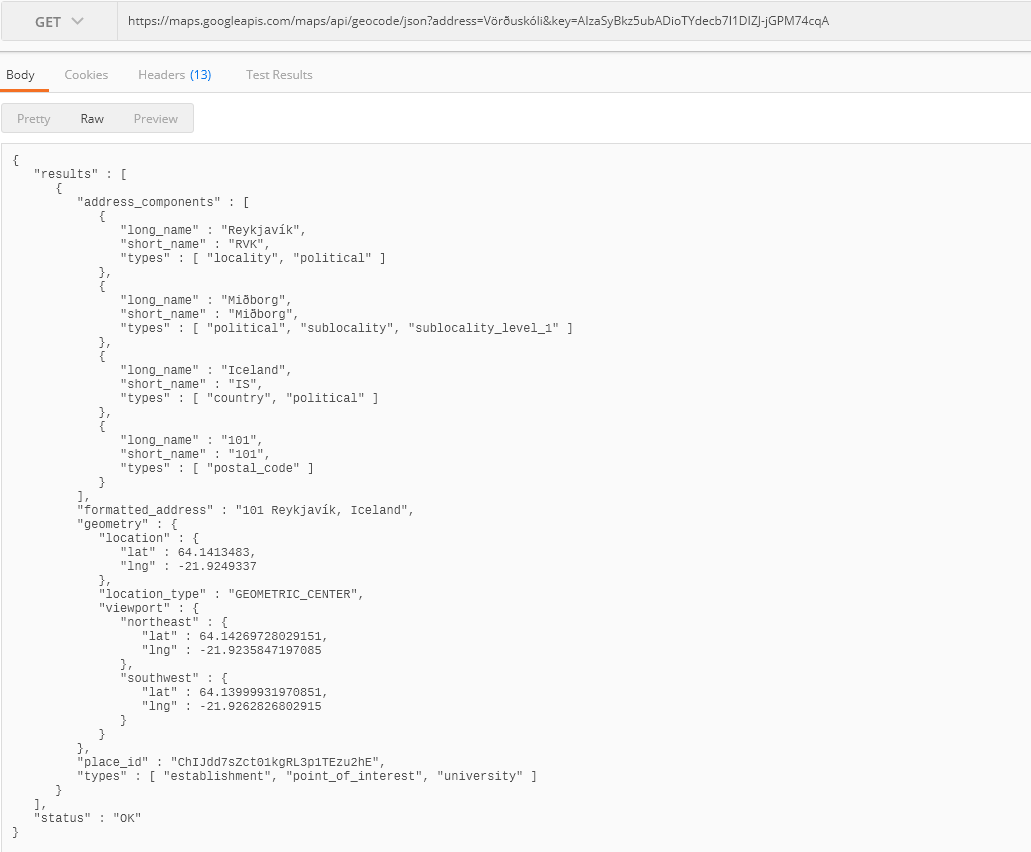 GET
https://maps.googleapis.com/maps/api/geocode/json?address=Vörðuskóli&key=AIzaSyBkz5ubADioTYdecb7I1DIZJ-jGPM74cqA
Body Cookies Headers (13) Test Results
Pretty Raw Preview
{
   "results" : [
      {
         "address_components" : [
            {
               "long_name" : "Reykjavík",
               "short_name" : "RVK",
               "types" : [ "locality", "political" ]
            },
            {
               "long_name" : "Miðborg",
               "short_name" : "Miðborg",
               "types" : [ "political", "sublocality", "sublocality_level_1" ]
            },
            {
               "long_name" : "Iceland",
               "short_name" : "IS",
               "types" : [ "country", "political" ]
            },
            {
               "long_name" : "101",
               "short_name" : "101",
               "types" : [ "postal_code" ]
            }
         ],
         "formatted_address" : "101 Reykjavík, Iceland",
         "geometry" : {
            "location" : {
               "lat" : 64.1413483,
               "lng" : -21.9249337
            },
            "location_type" : "GEOMETRIC_CENTER",
            "viewport" : {
               "northeast" : {
                  "lat" : 64.14269728029151,
                  "lng" : -21.9235847197085
               },
               "southwest" : {
                  "lat" : 64.13999931970851,
                  "lng" : -21.9262826802915
               }
            }
         },
         "place_id" : "ChIJdd7sZct01kgRL3p1TEzu2hE",
         "types" : [ "establishment", "point_of_interest", "university" ]
      }
   ],
   "status" : "OK"
}